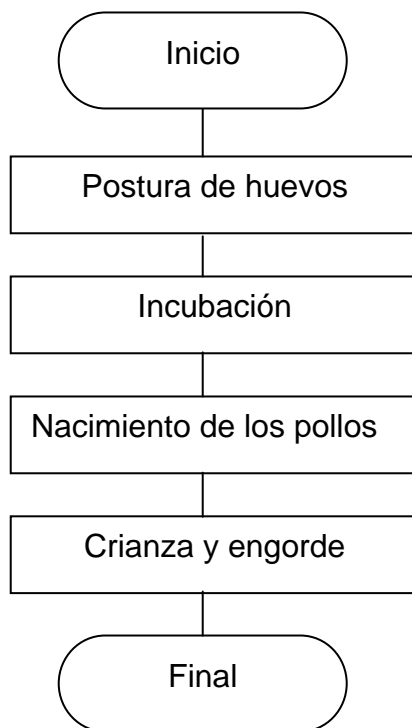 Inicio
Postura de huevos
Incubación
Nacimiento de los pollos
Crianza y engorde
Final